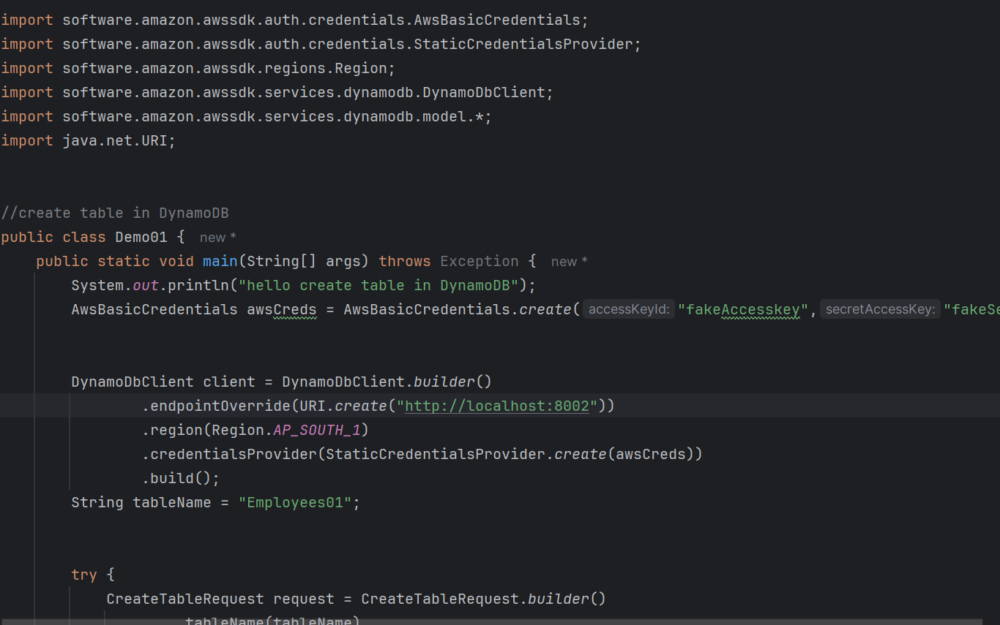 import software.amazon.awssdk.auth.credentials.AwsBasicCredentials;
import software.amazon.awssdk.auth.credentials.StaticCredentialsProvider;
import software.amazon.awssdk.regions.Region;
import software.amazon.awssdk.services.dynamodb.DynamoDbClient;
import software.amazon.awssdk.services.dynamodb.model.*;
import java.net.URI;
//create table in DynamoDB
public class Demo01 { new *
public static void main(String[] args) throws Exception { new *
System.out.println("hello create table in DynamoDB");
AwsBasicCredentials awsCreds = AwsBasicCredentials.create( accessKeyId: "fakeAccesskey", secretAccessKey: "fakeSe
DynamoDbClient client = DynamoDbClient.builder()
.endpointOverride(URI.create("http://localhost:8002"))
.region(Region.AP_SOUTH_1)
.credentialsProvider(StaticCredentialsProvider.create(awsCreds))
.build();
String tableName = "Employees01";
try {
CreateTableRequest request = CreateTableRequest.builder()
.tableName(tableName)